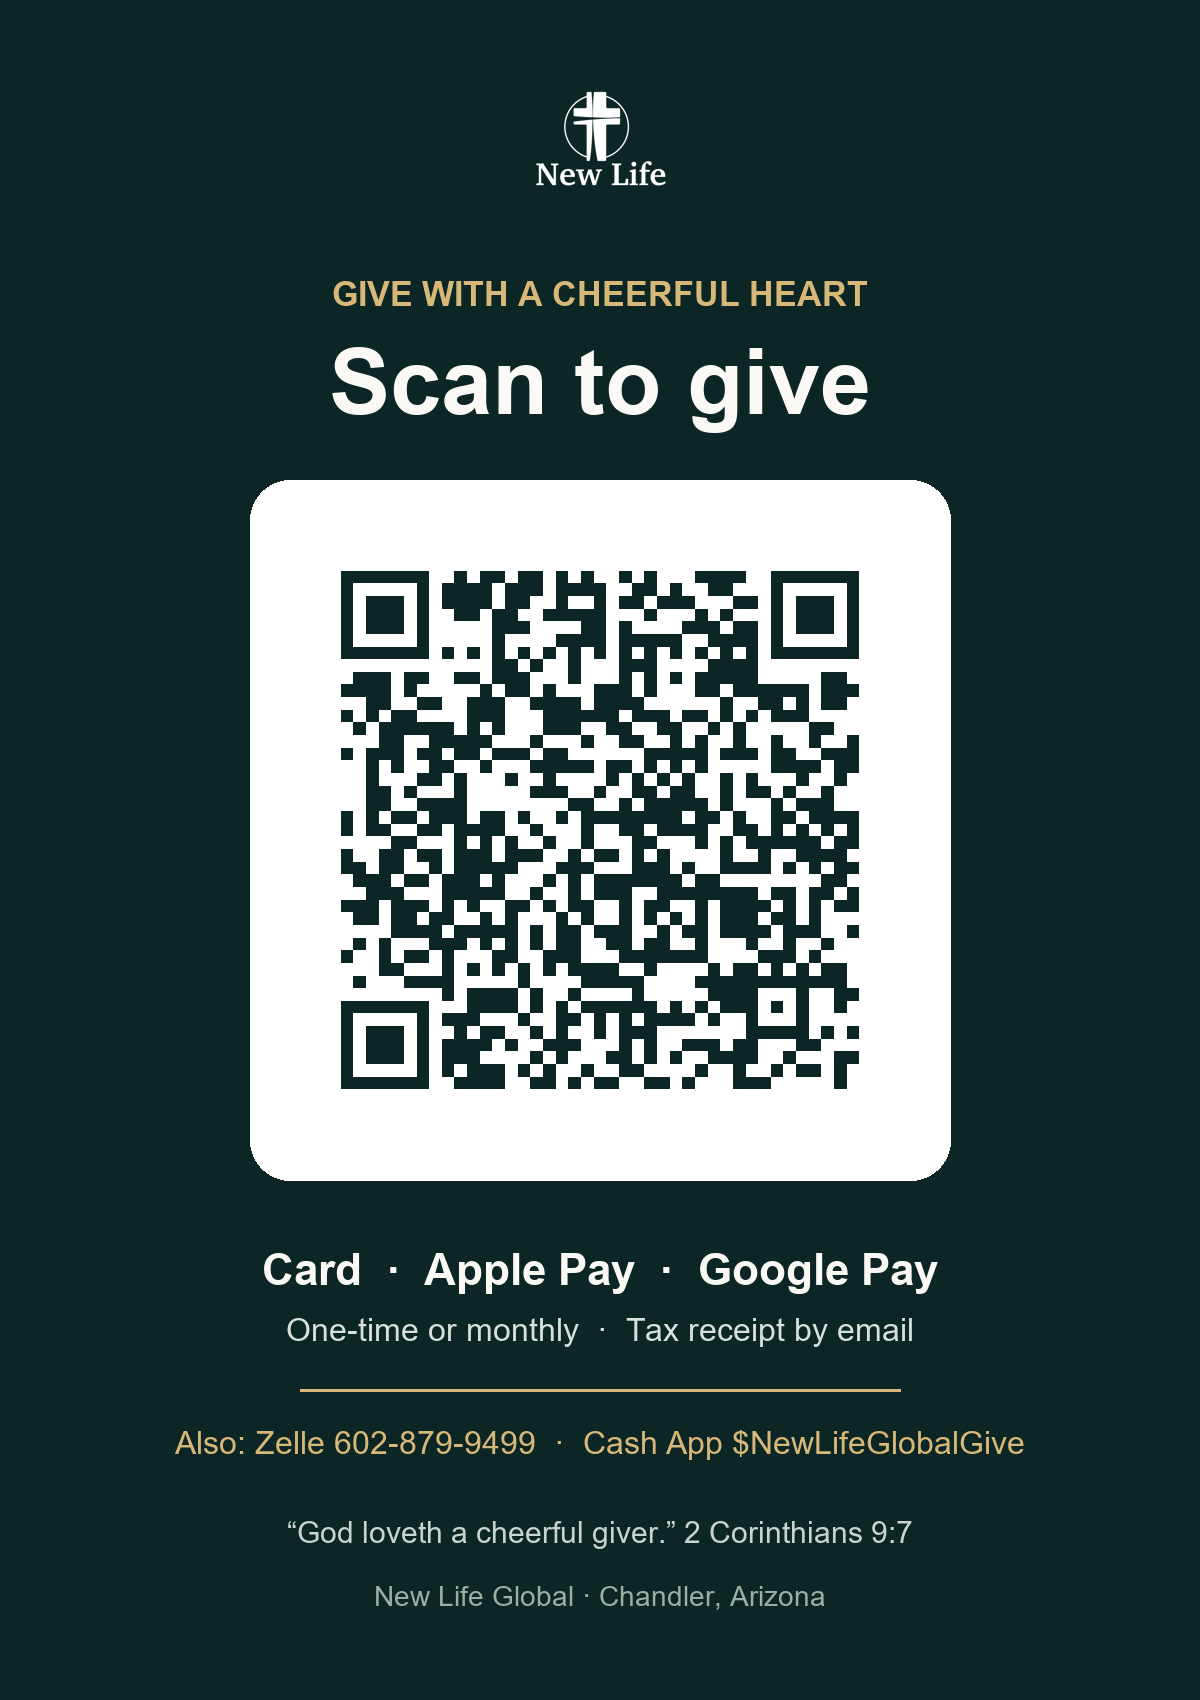 New Life
GIVE WITH A CHEERFUL HEART
Scan to give
Card · Apple Pay · Google Pay
One-time or monthly · Tax receipt by email
Also: Zelle 602-879-9499 · Cash App $NewLifeGlobalGive
“God loveth a cheerful giver.” 2 Corinthians 9:7
New Life Global · Chandler, Arizona